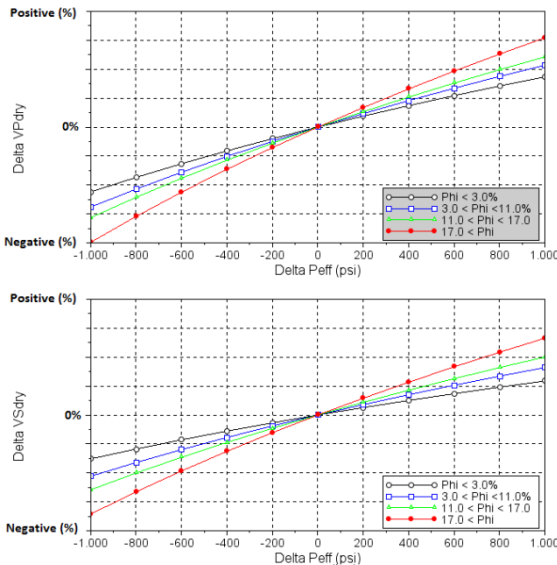 Positive (%)
Delta VPdry
0%
Negative (%)
Phi < 3.0%
3.0 < Phi <11.0%
11.0 < Phi < 17.0
17.0 < Phi
-1.000 -800 -600 -400 -200 0 200 400 600 800 1.000
Delta Peff (psi)
Positive (%)
Delta VSdry
0%
Negative (%)
Phi < 3.0%
3.0 < Phi <11.0%
11.0 < Phi < 17.0
17.0 < Phi
-1.000 -800 -600 -400 -200 0 200 400 600 800 1.000
Delta Peff (psi)